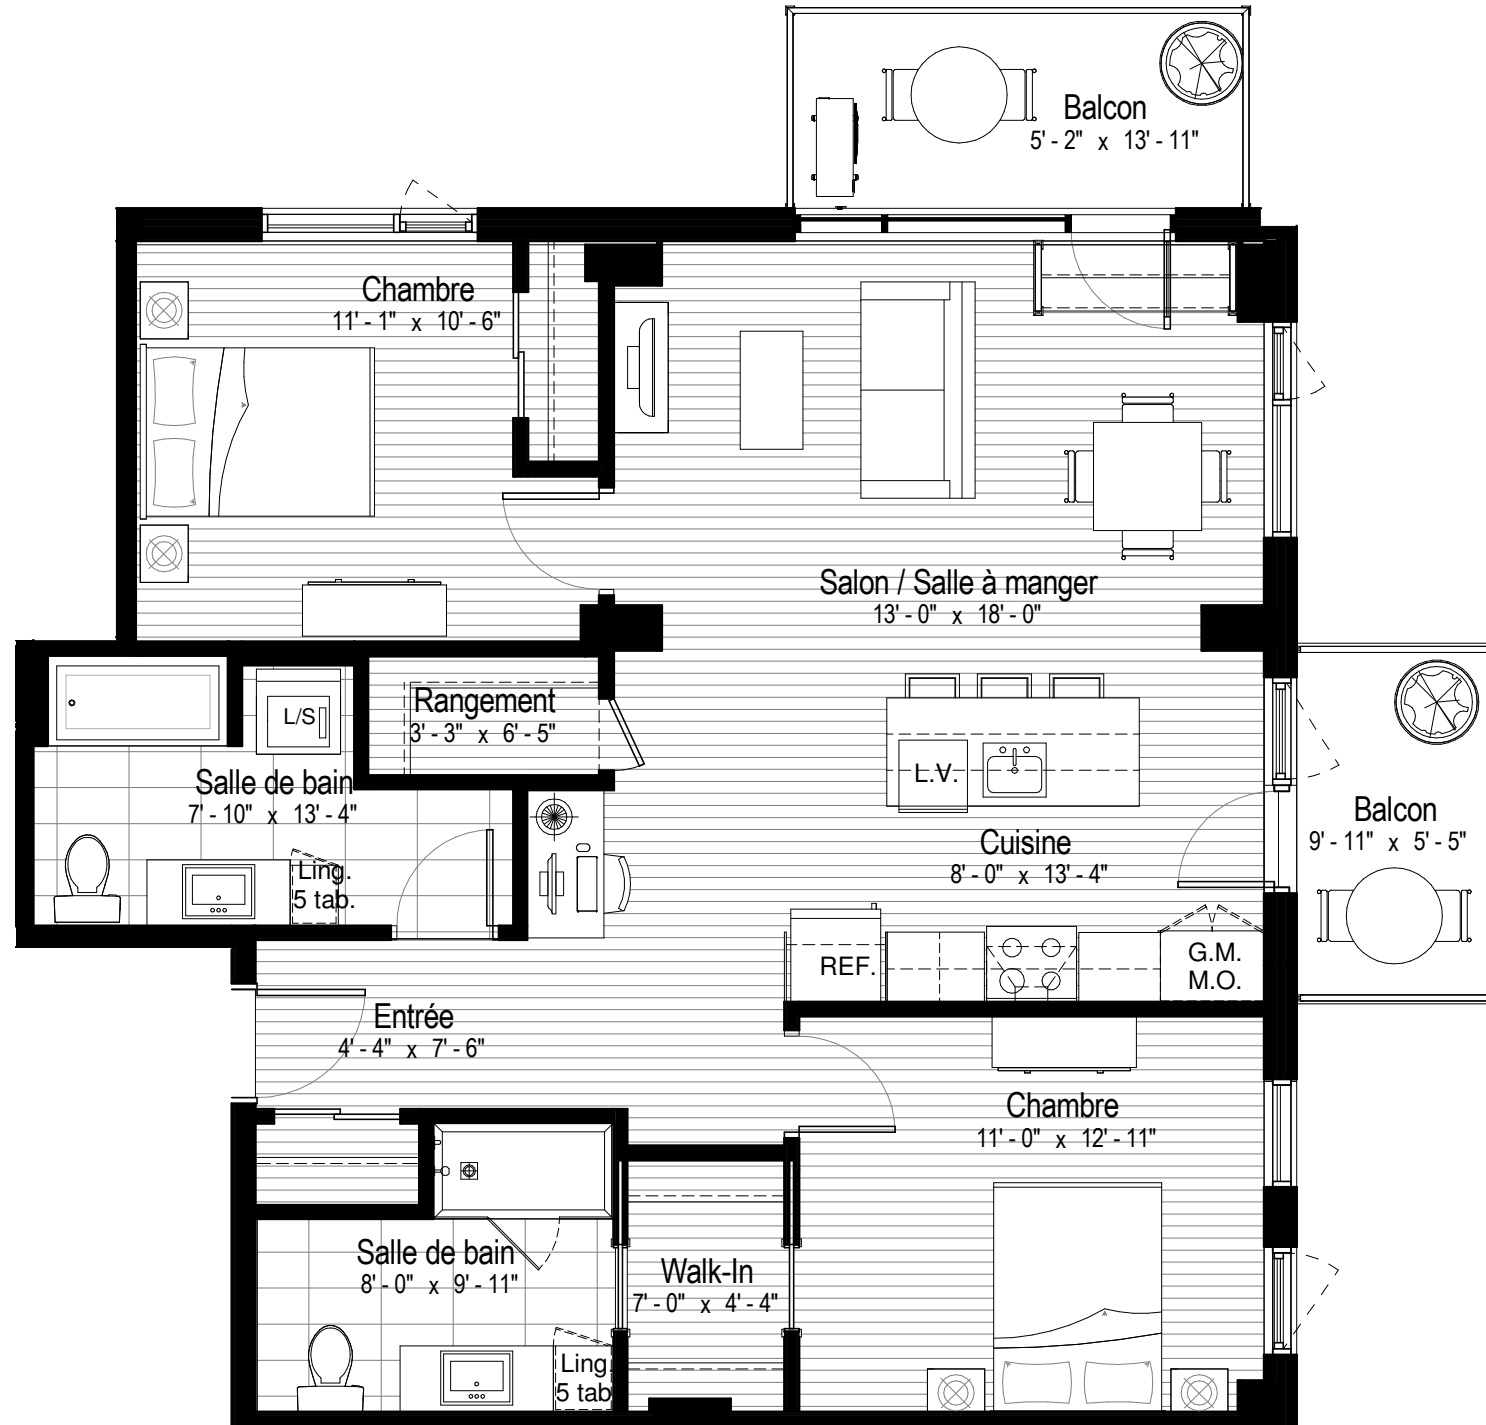 Balcon
5' - 2" x 13' - 11"
Chambre
11' - 1" x 10' - 6"
Salon / Salle à manger
13' - 0" x 18' - 0"
Rangement
3' - 3" x 6' - 5"
L/S
Salle de bain
7' - 10" x 13' - 4"
L.V.
Balcon
9' - 11" x 5' - 5"
Cuisine
8' - 0" x 13' - 4"
Ling.
5 tab.
REF.
G.M.
M.O.
Entrée
4' - 4" x 7' - 6"
Chambre
11' - 0" x 12' - 11"
Salle de bain
8' - 0" x 9' - 11"
Walk-In
7' - 0" x 4' - 4"
Ling
5 tab